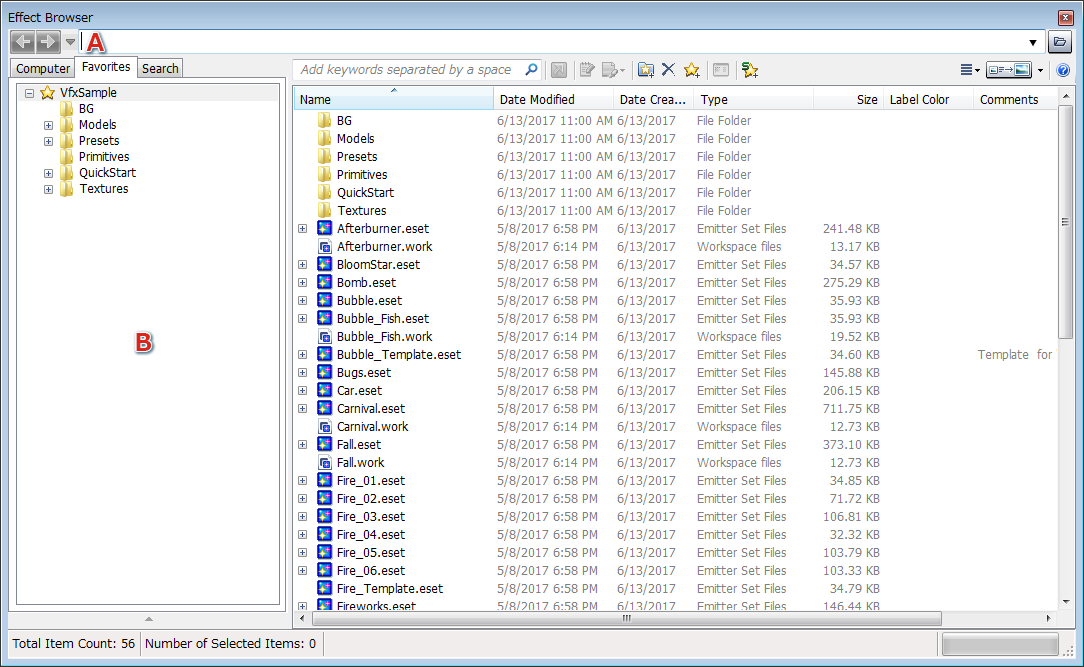 Effect Browser
A
Computer Favorites Search Add keywords separated by a space
VfxSample
BG
Models
Presets
Primitives
QuickStart
Textures
B
Name Date Modified Date Crea... Type Size Label Color Comments
BG 6/13/2017 11:00 AM 6/13/2017 File Folder
Models 6/13/2017 11:00 AM 6/13/2017 File Folder
Presets 6/13/2017 11:00 AM 6/13/2017 File Folder
Primitives 6/13/2017 11:00 AM 6/13/2017 File Folder
QuickStart 6/13/2017 11:00 AM 6/13/2017 File Folder
Textures 6/13/2017 11:00 AM 6/13/2017 File Folder
Afterburner.eset 5/8/2017 6:58 PM 6/13/2017 Emitter Set Files 241.48 KB
Afterburner.work 5/8/2017 6:14 PM 6/13/2017 Workspace files 13.17 KB
BloomStar.eset 5/8/2017 6:58 PM 6/13/2017 Emitter Set Files 34.57 KB
Bomb.eset 5/8/2017 6:58 PM 6/13/2017 Emitter Set Files 275.29 KB
Bubble.eset 5/8/2017 6:58 PM 6/13/2017 Emitter Set Files 35.93 KB
Bubble_Fish.eset 5/8/2017 6:58 PM 6/13/2017 Emitter Set Files 35.93 KB
Bubble_Fish.work 5/8/2017 6:14 PM 6/13/2017 Workspace files 19.52 KB
Bubble_Template.eset 5/8/2017 6:58 PM 6/13/2017 Emitter Set Files 34.60 KB Template for
Bugs.eset 5/8/2017 6:58 PM 6/13/2017 Emitter Set Files 145.88 KB
Car.eset 5/8/2017 6:58 PM 6/13/2017 Emitter Set Files 206.15 KB
Carnival.eset 5/8/2017 6:58 PM 6/13/2017 Emitter Set Files 711.75 KB
Carnival.work 5/8/2017 6:14 PM 6/13/2017 Workspace files 12.73 KB
Fall.eset 5/8/2017 6:58 PM 6/13/2017 Emitter Set Files 373.10 KB
Fall.work 5/8/2017 6:14 PM 6/13/2017 Workspace files 12.73 KB
Fire_01.eset 5/8/2017 6:58 PM 6/13/2017 Emitter Set Files 34.85 KB
Fire_02.eset 5/8/2017 6:58 PM 6/13/2017 Emitter Set Files 71.72 KB
Fire_03.eset 5/8/2017 6:58 PM 6/13/2017 Emitter Set Files 106.81 KB
Fire_04.eset 5/8/2017 6:58 PM 6/13/2017 Emitter Set Files 32.32 KB
Fire_05.eset 5/8/2017 6:58 PM 6/13/2017 Emitter Set Files 103.79 KB
Fire_06.eset 5/8/2017 6:58 PM 6/13/2017 Emitter Set Files 103.33 KB
Fire_Template.eset 5/8/2017 6:58 PM 6/13/2017 Emitter Set Files 34.79 KB
Fireworks.eset 5/8/2017 6:58 PM 6/13/2017 Emitter Set Files 146.44 KB
Total Item Count: 56 Number of Selected Items: 0